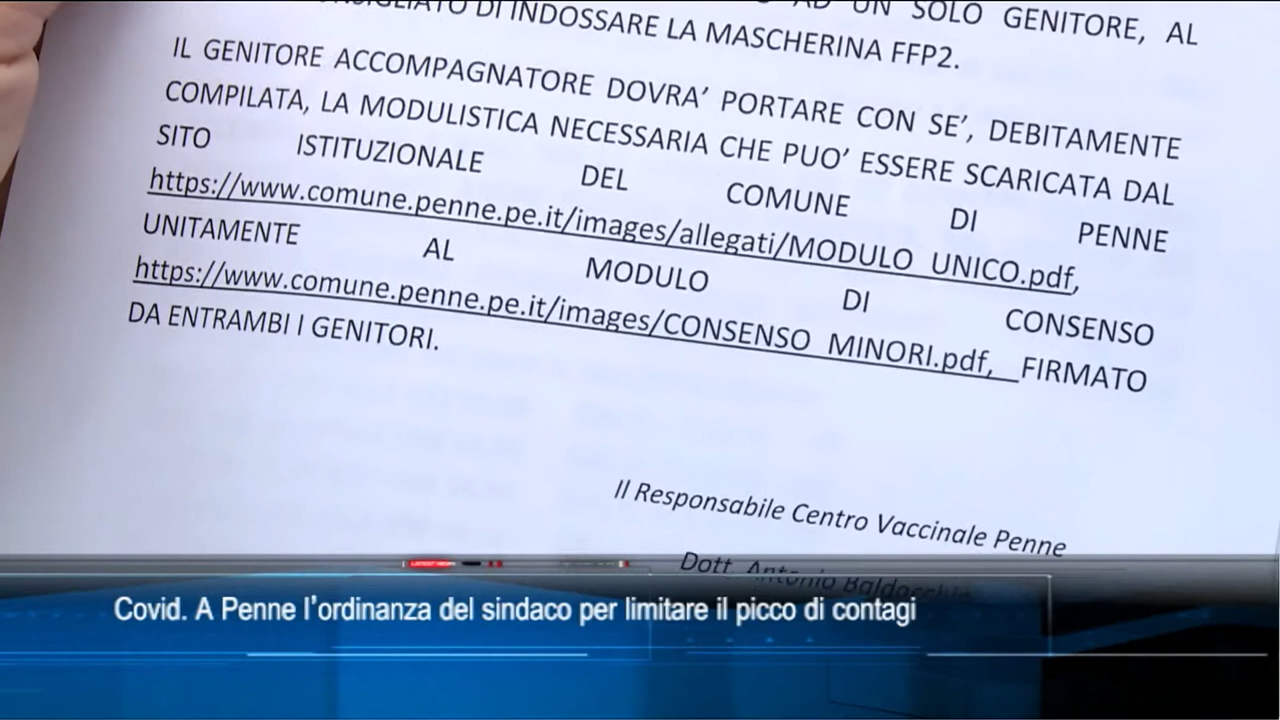 AD UN SOLO GENITORE, AL
DI INDOSSARE LA MASCHERINA FFP2.
IL GENITORE ACCOMPAGNATORE DOVRA’ PORTARE CON SE’, DEBITAMENTE
COMPILATA, LA MODULISTICA NECESSARIA CHE PUO’ ESSERE SCARICATA DAL
SITO ISTITUZIONALE DEL COMUNE DI PENNE
https://www.comune.penne.pe.it/images/allegati/MODULO_UNICO.pdf,
UNITAMENTE AL MODULO DI CONSENSO
https://www.comune.penne.pe.it/images/CONSENSO_MINORI.pdf, FIRMATO
DA ENTRAMBI I GENITORI.
Il Responsabile Centro Vaccinale Penne
Dott. Antonio
LATEST NEWS
Covid. A Penne l’ordinanza del sindaco per limitare il picco di contagi